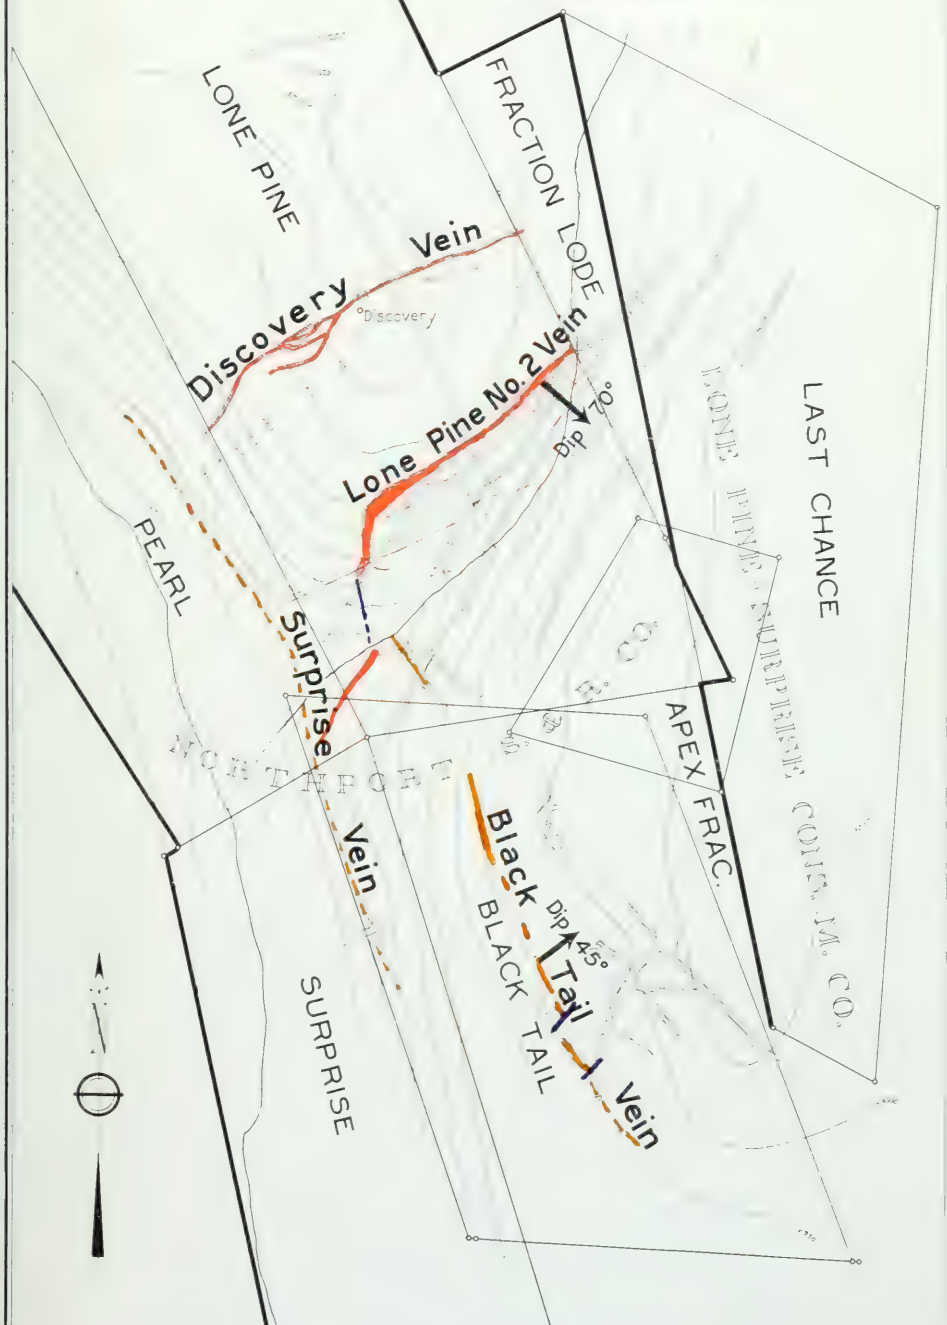 LONE PINE
FRACTION LODE
Discovery Vein
Discovery
Lone Pine No. 2 Vein
Dip 70°
LAST CHANCE
LONE PINE - SURPRISE CONS. M. CO.
PEARL
Surprise Vein
R. CO.
APEX FRAC.
NORTHPORT
Black Tail Vein
Dip 45°
BLACK TAIL
SURPRISE